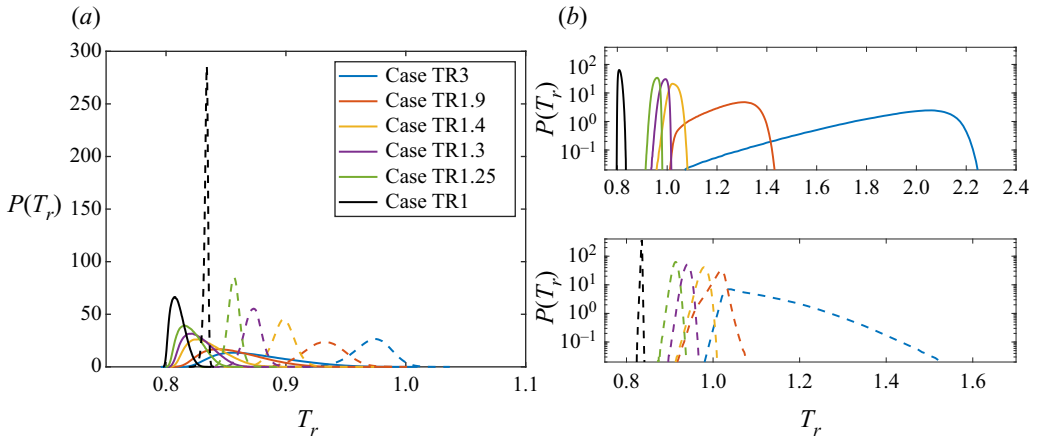 (a)
300
250
200
150
100
50
0
P(T_r)
0.8 0.9 1.0 1.1
T_r
Case TR3
Case TR1.9
Case TR1.4
Case TR1.3
Case TR1.25
Case TR1
(b)
10^2
10^1
10^0
10^-1
P(T_r)
0.8 1.0 1.2 1.4 1.6 1.8 2.0 2.2 2.4
10^2
10^1
10^0
10^-1
P(T_r)
0.8 1.0 1.2 1.4 1.6
T_r